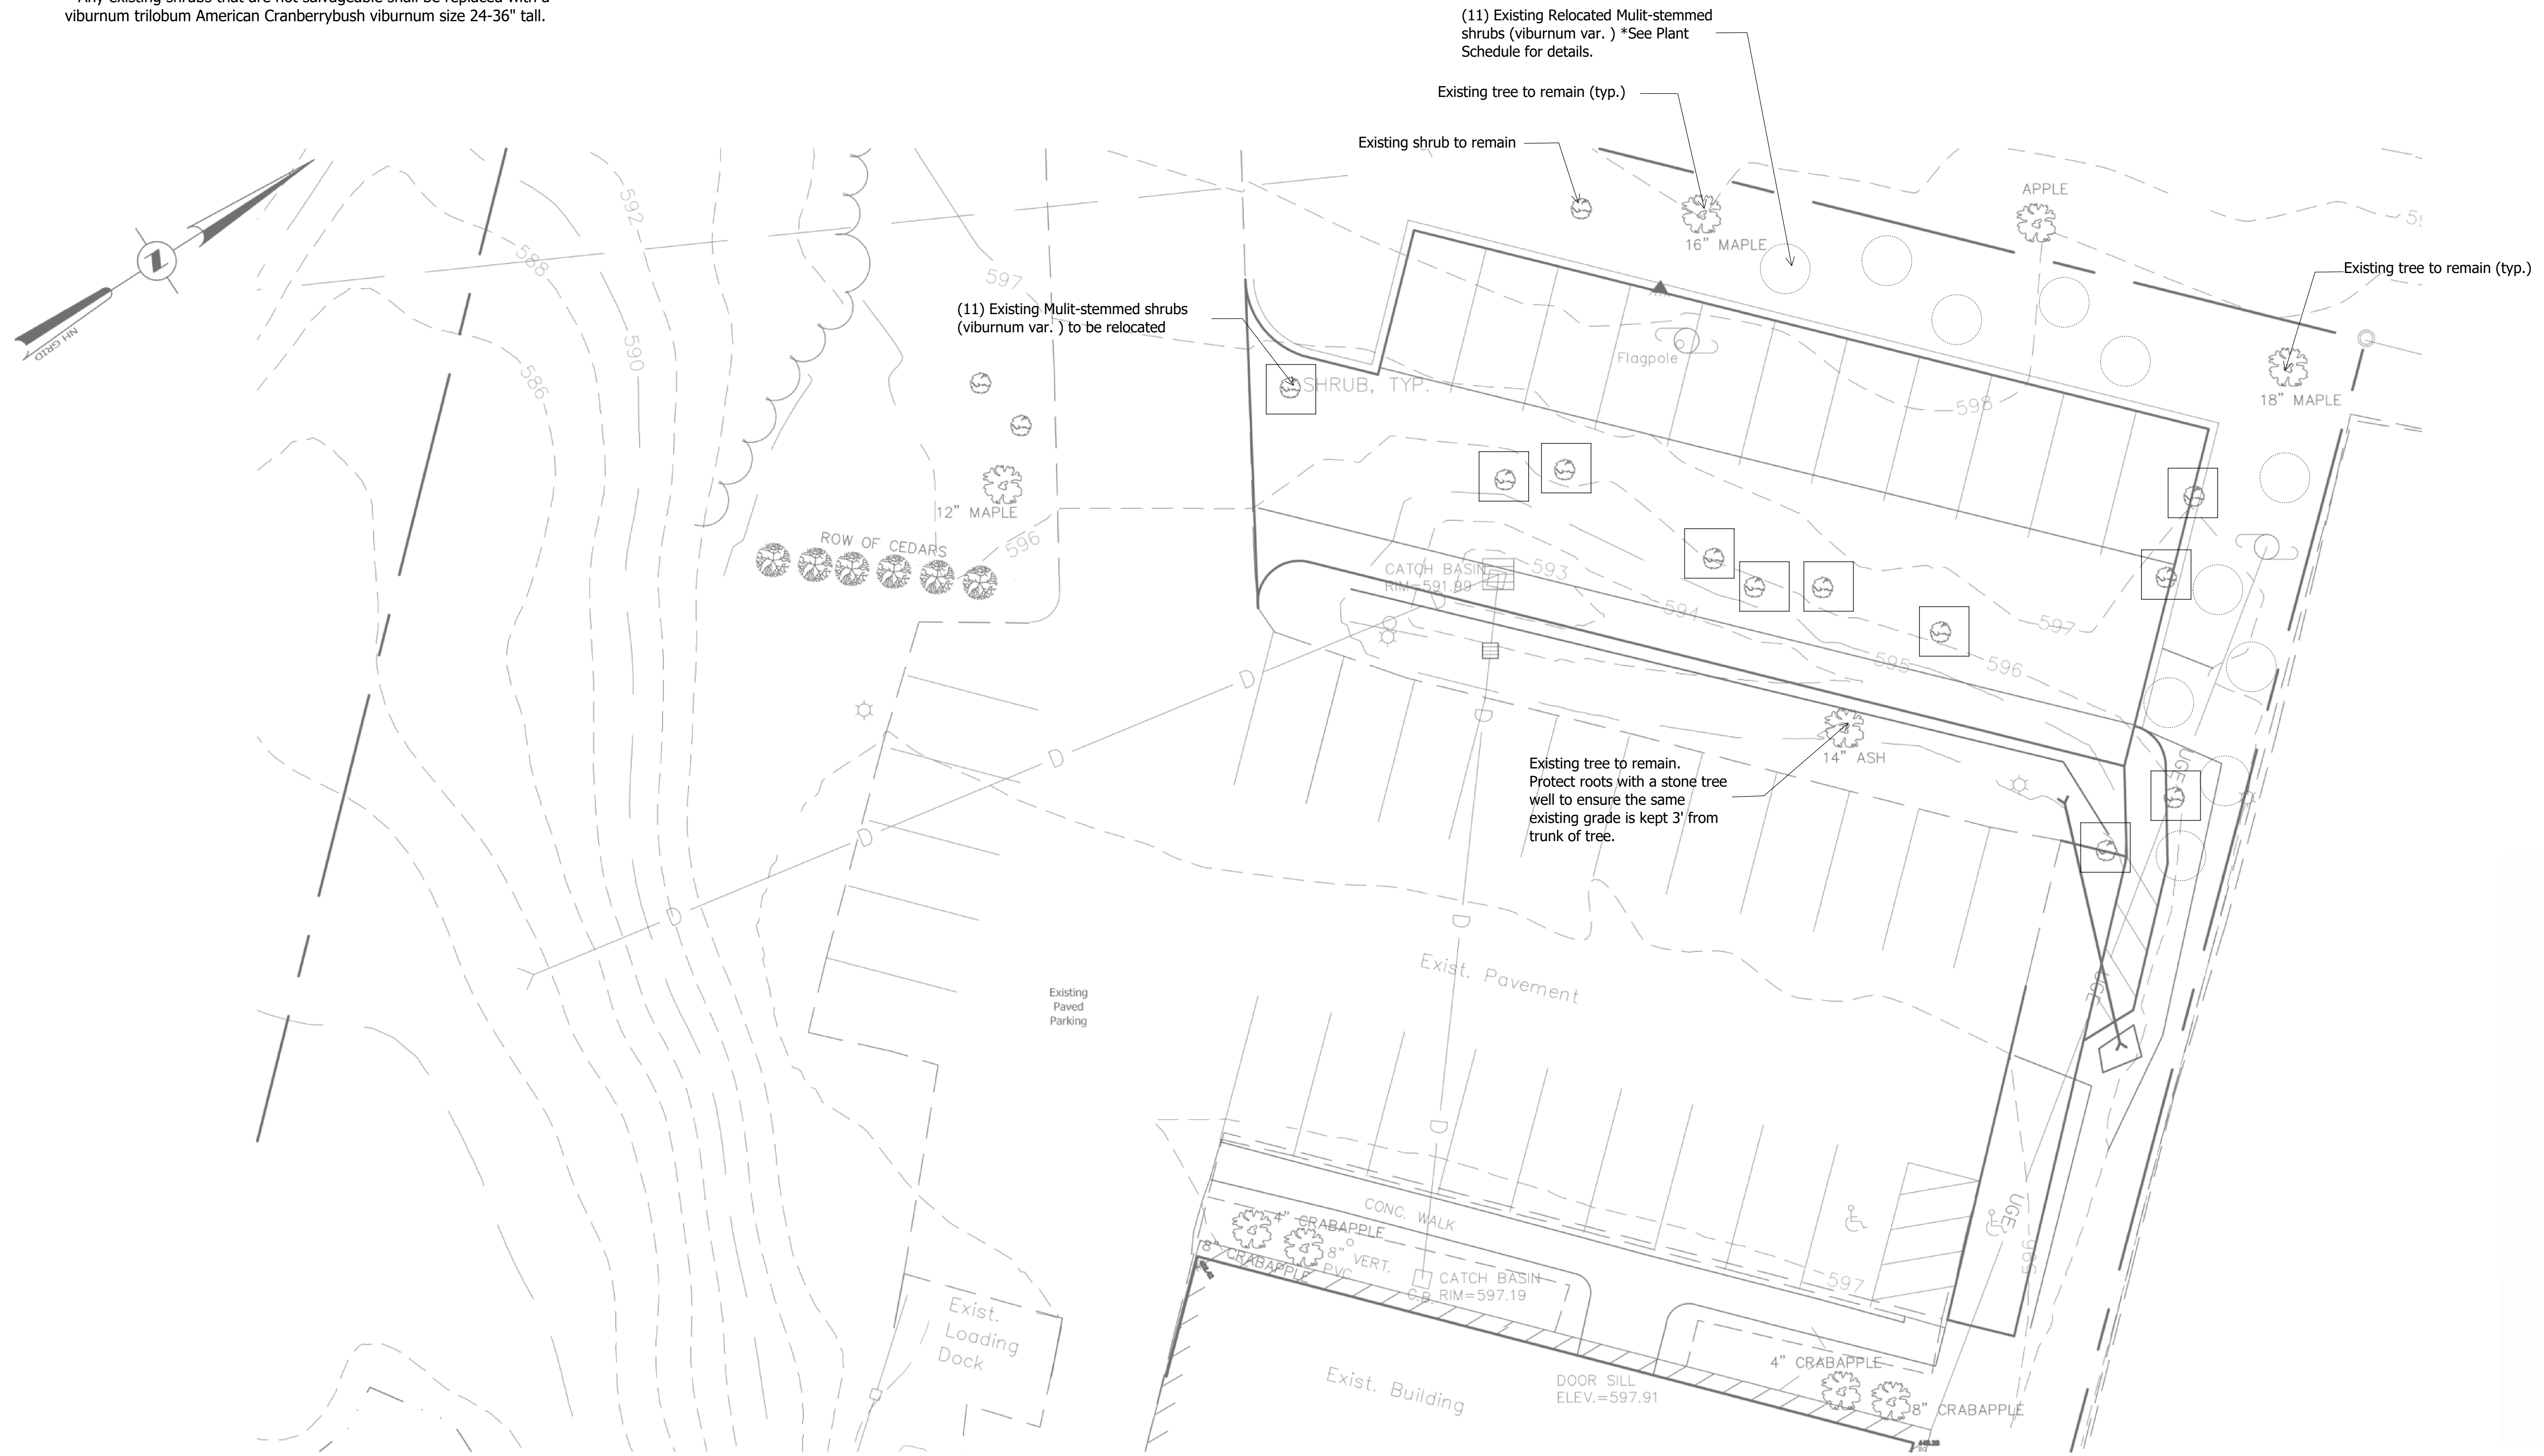 viburnum trilobum American Cranberrybush viburnum size 24-36" tall.
(11) Existing Relocated Mulit-stemmed
shrubs (viburnum var. ) *See Plant
Schedule for details.
Existing tree to remain (typ.)
Existing shrub to remain
APPLE
16" MAPLE
Existing tree to remain (typ.)
18" MAPLE
592
588
590
586
597
NH GRID
(11) Existing Mulit-stemmed shrubs
(viburnum var. ) to be relocated
SHRUB, TYP.
Flagpole
598
12" MAPLE
ROW OF CEDARS
596
CATCH BASIN
RIM=591.99
593
594
597
595
596
D
D
D
D
D
D
D
D
14" ASH
Existing tree to remain.
Protect roots with a stone tree
well to ensure the same
existing grade is kept 3' from
trunk of tree.
UGE
UGE
UGE
Exist. Pavement
Existing
Paved
Parking
CONC. WALK
4" CRABAPPLE
8" CRABAPPLE
8" VERT.
PVC
CATCH BASIN
C.B. RIM=597.19
597
596
Exist.
Loading
Dock
Exist. Building
DOOR SILL
ELEV.=597.91
4" CRABAPPLE
8" CRABAPPLE